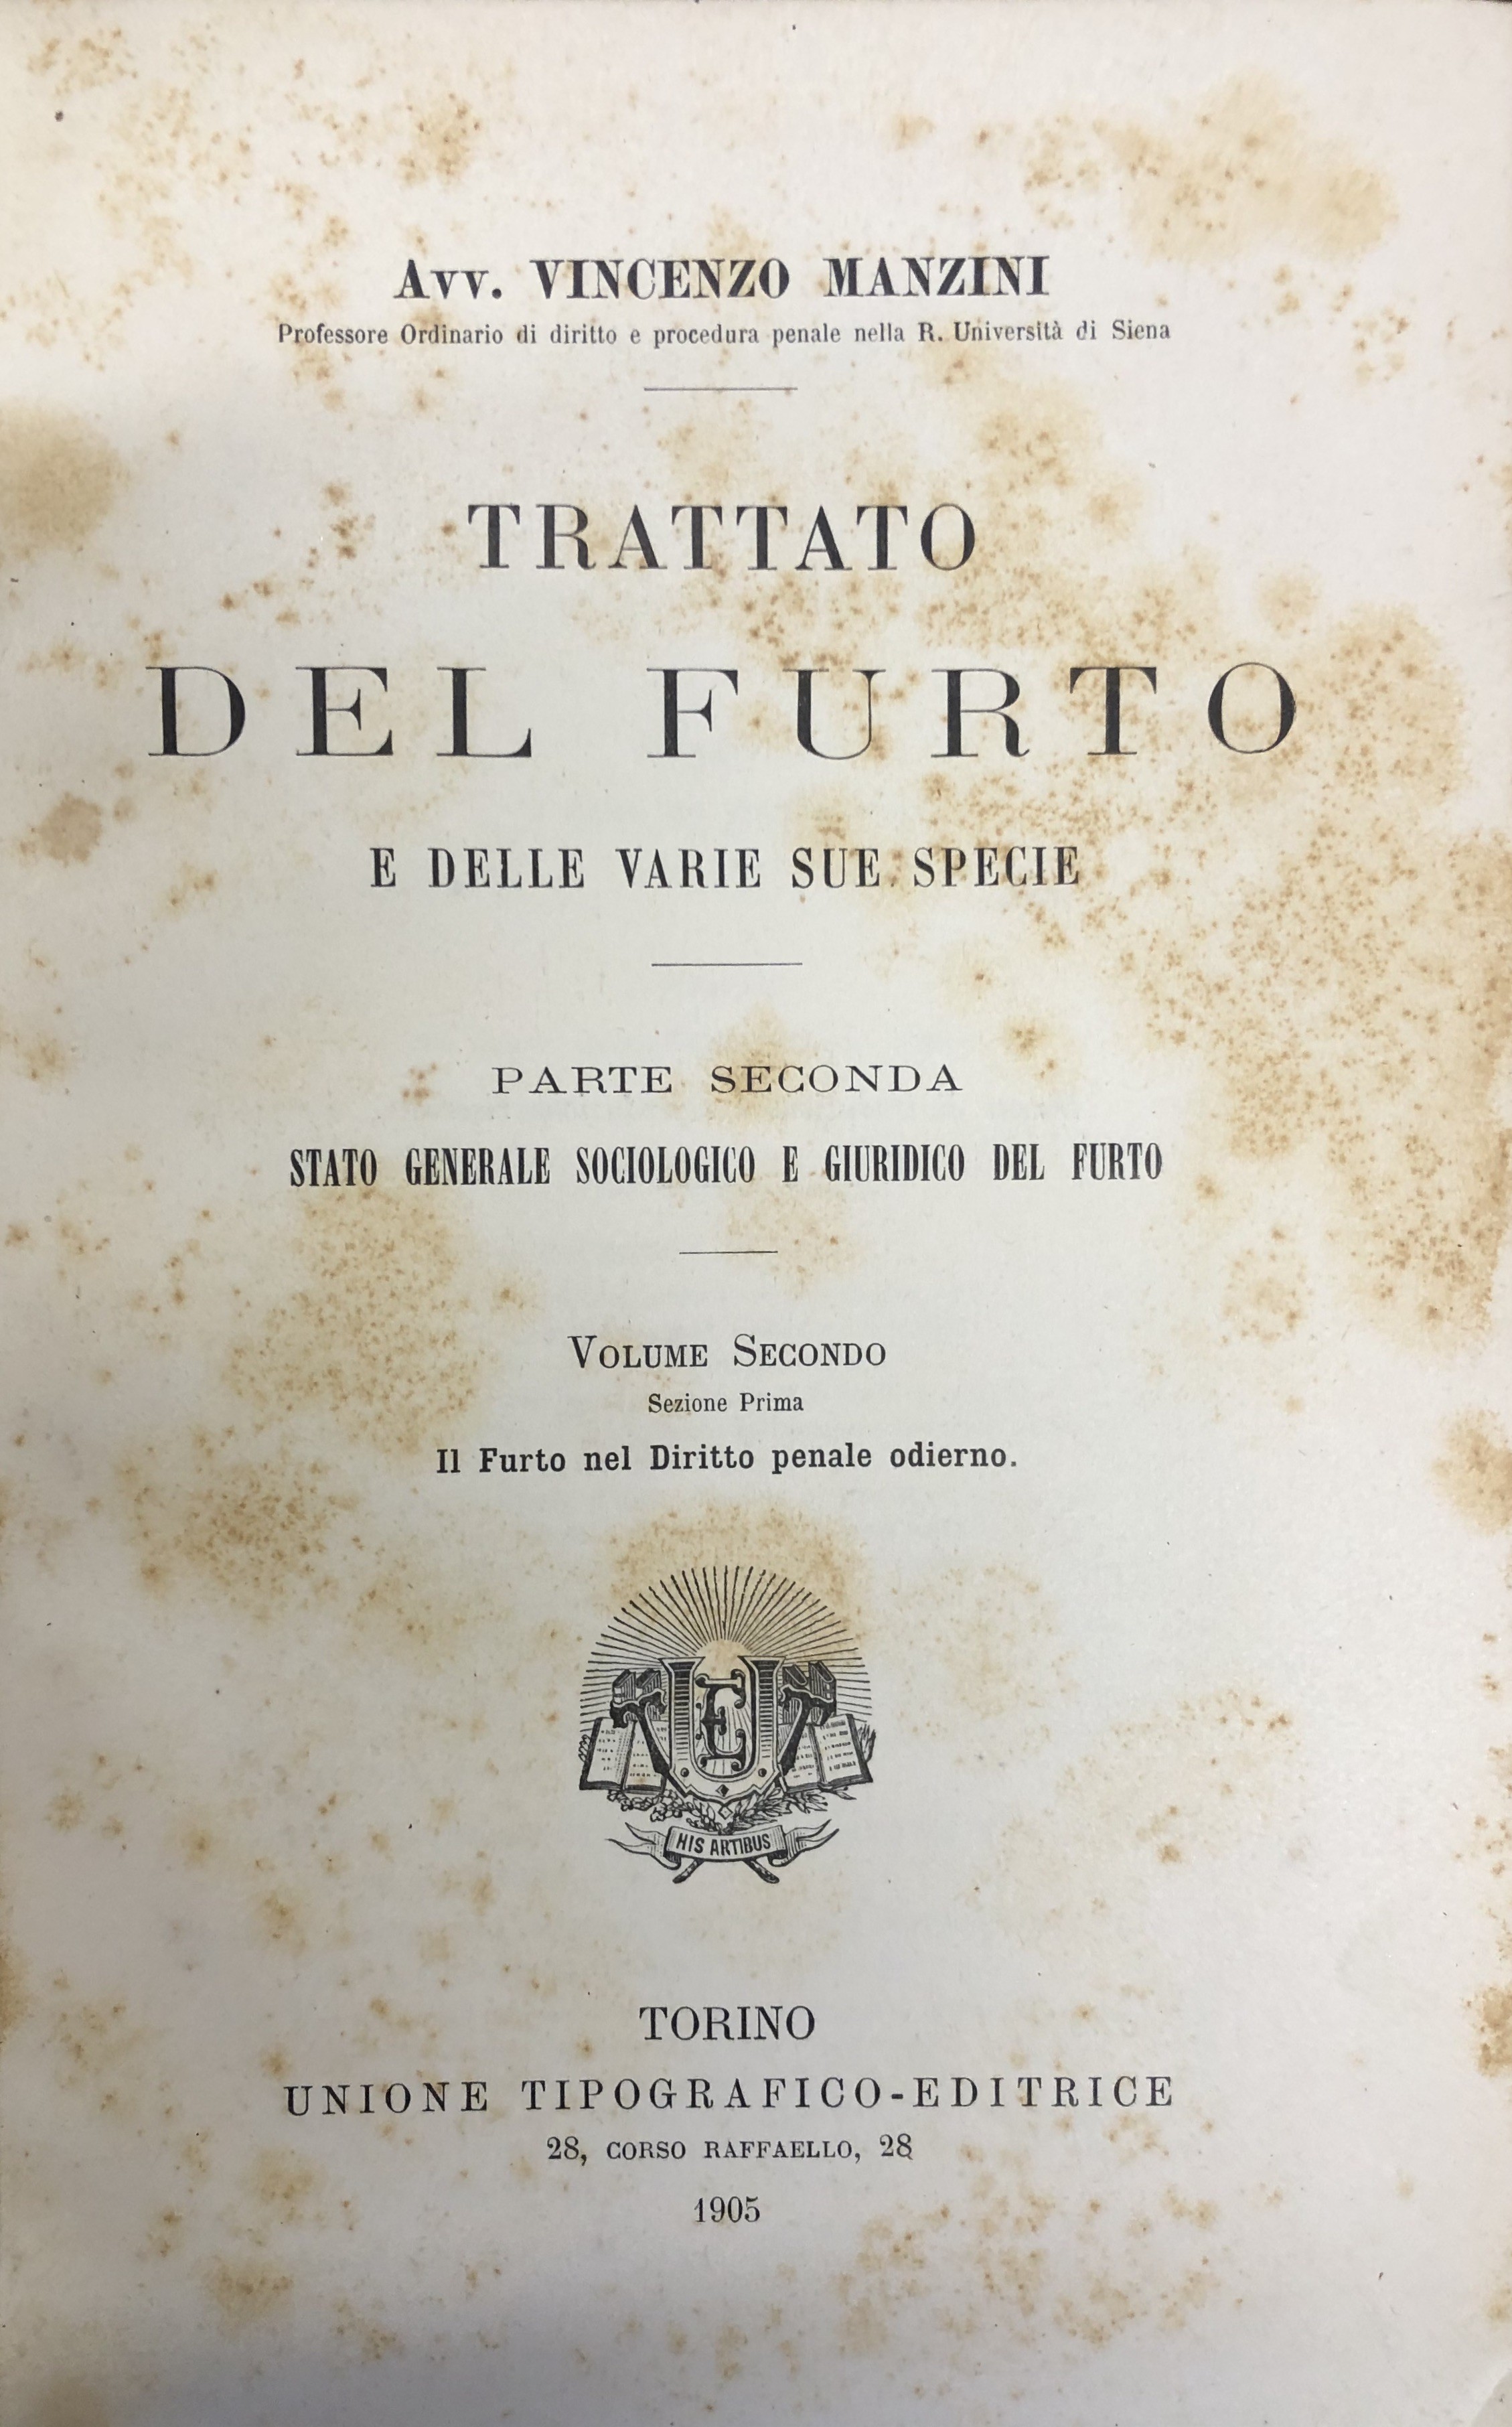 Avv. VINCENZO MANZINI
Professore Ordinario di diritto e procedura penale nella R. Università di Siena
TRATTATO
DEL FURTO
E DELLE VARIE SUE SPECIE
PARTE SECONDA
STATO GENERALE SOCIOLOGICO E GIURIDICO DEL FURTO
VOLUME SECONDO
Sezione Prima
Il Furto nel Diritto penale odierno.
UTE
HIS ARTIBUS
TORINO
UNIONE TIPOGRAFICO-EDITRICE
28, CORSO RAFFAELLO, 28
1905